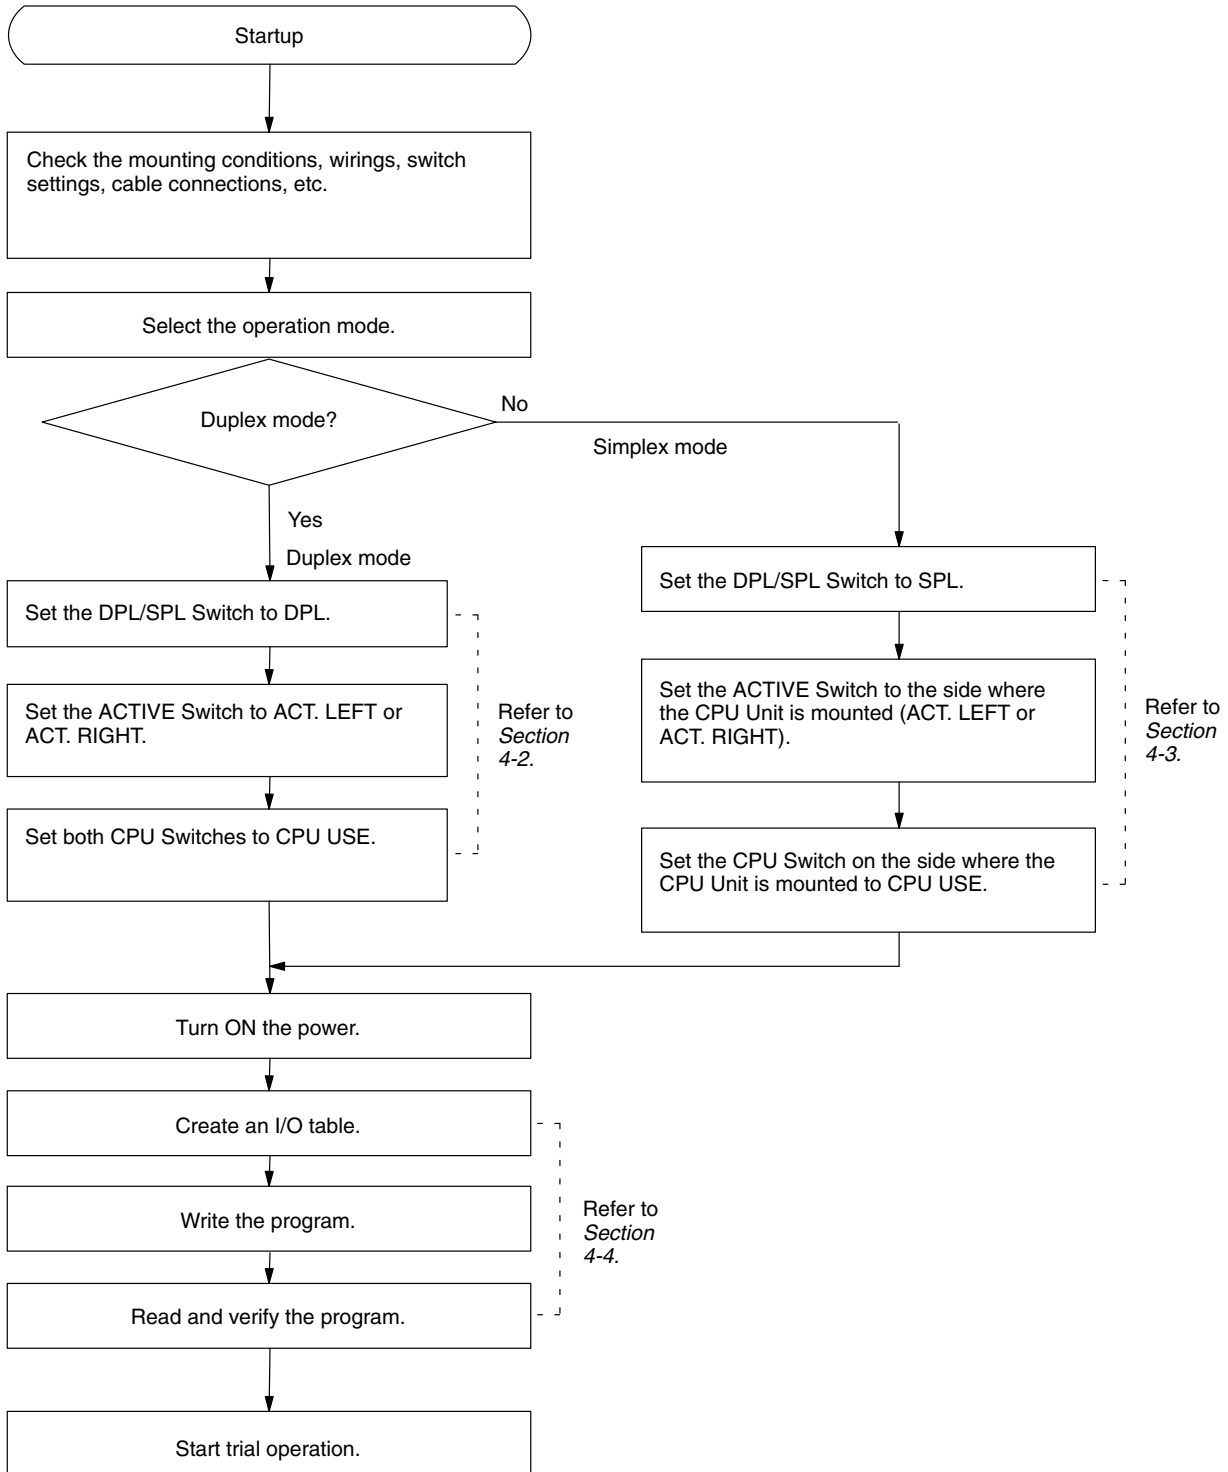 Startup
Check the mounting conditions, wirings, switch
settings, cable connections, etc.
Select the operation mode.
Duplex mode?
No
Simplex mode
Yes
Duplex mode
Set the DPL/SPL Switch to DPL.
Set the ACTIVE Switch to ACT. LEFT or
ACT. RIGHT.
Set both CPU Switches to CPU USE.
Refer to
Section
4-2.
Set the DPL/SPL Switch to SPL.
Set the ACTIVE Switch to the side where
the CPU Unit is mounted (ACT. LEFT or
ACT. RIGHT).
Set the CPU Switch on the side where the
CPU Unit is mounted to CPU USE.
Refer to
Section
4-3.
Turn ON the power.
Create an I/O table.
Write the program.
Read and verify the program.
Refer to
Section
4-4.
Start trial operation.